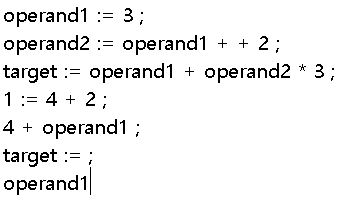 operand1 := 3 ;
operand2 := operand1 + + 2 ;
target := operand1 + operand2 * 3 ;
1 := 4 + 2 ;
4 + operand1 ;
target := ;
operand1